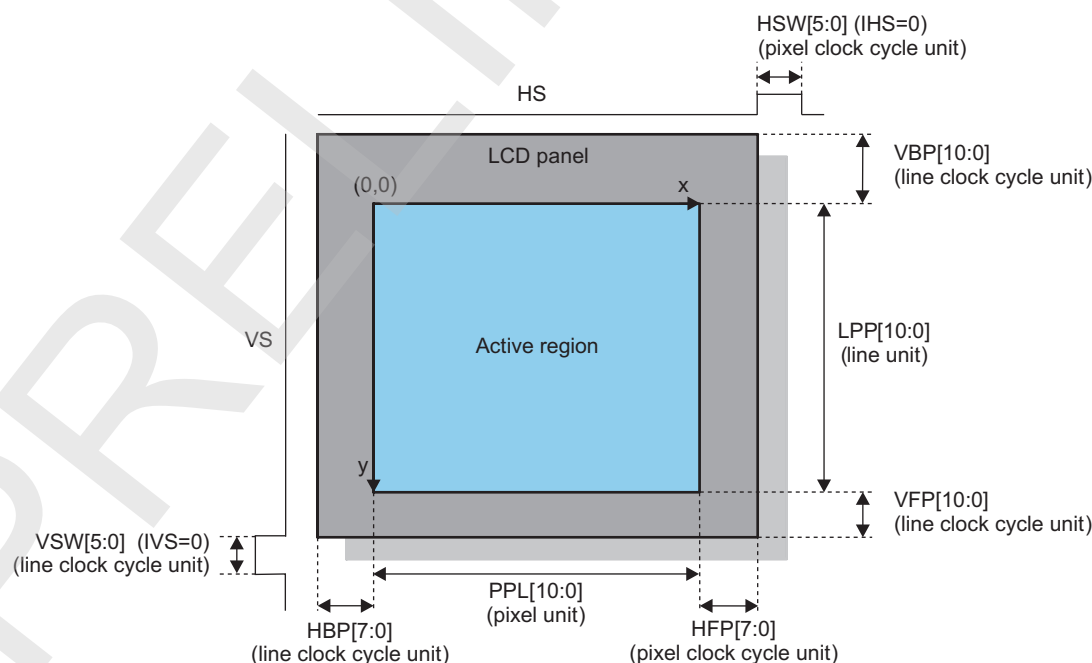 HSW[5:0] (IHS=0)
(pixel clock cycle unit)
HS
LCD panel
VBP[10:0]
(line clock cycle unit)
(0,0)
x
VS
Active region
LPP[10:0]
(line unit)
y
VFP[10:0]
(line clock cycle unit)
VSW[5:0] (IVS=0)
(line clock cycle unit)
PPL[10:0]
(pixel unit)
HBP[7:0]
(line clock cycle unit)
HFP[7:0]
(pixel clock cycle unit)
PRELI